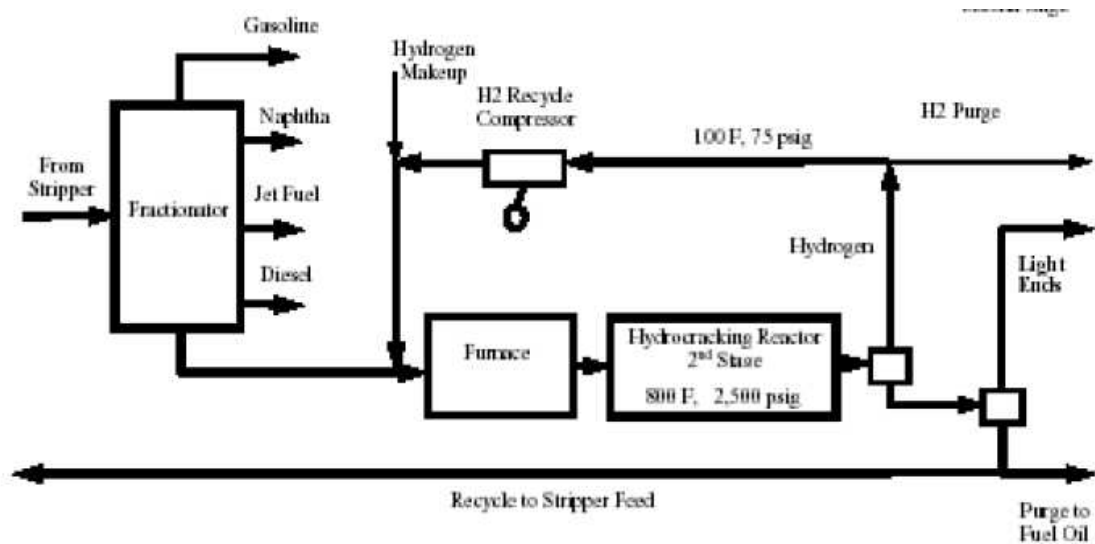 Gasoline
Hydrogen
Makeup
H2 Recycle
Compressor
Naphtha
100 F, 75 psig
H2 Purge
From
Stripper
Fractionator
Jet Fuel
Hydrogen
Light
Ends
Diesel
Furnace
Hydrocracking Reactor
2nd Stage
800 F, 2,500 psig
Recycle to Stripper Feed
Purge to
Fuel Oil